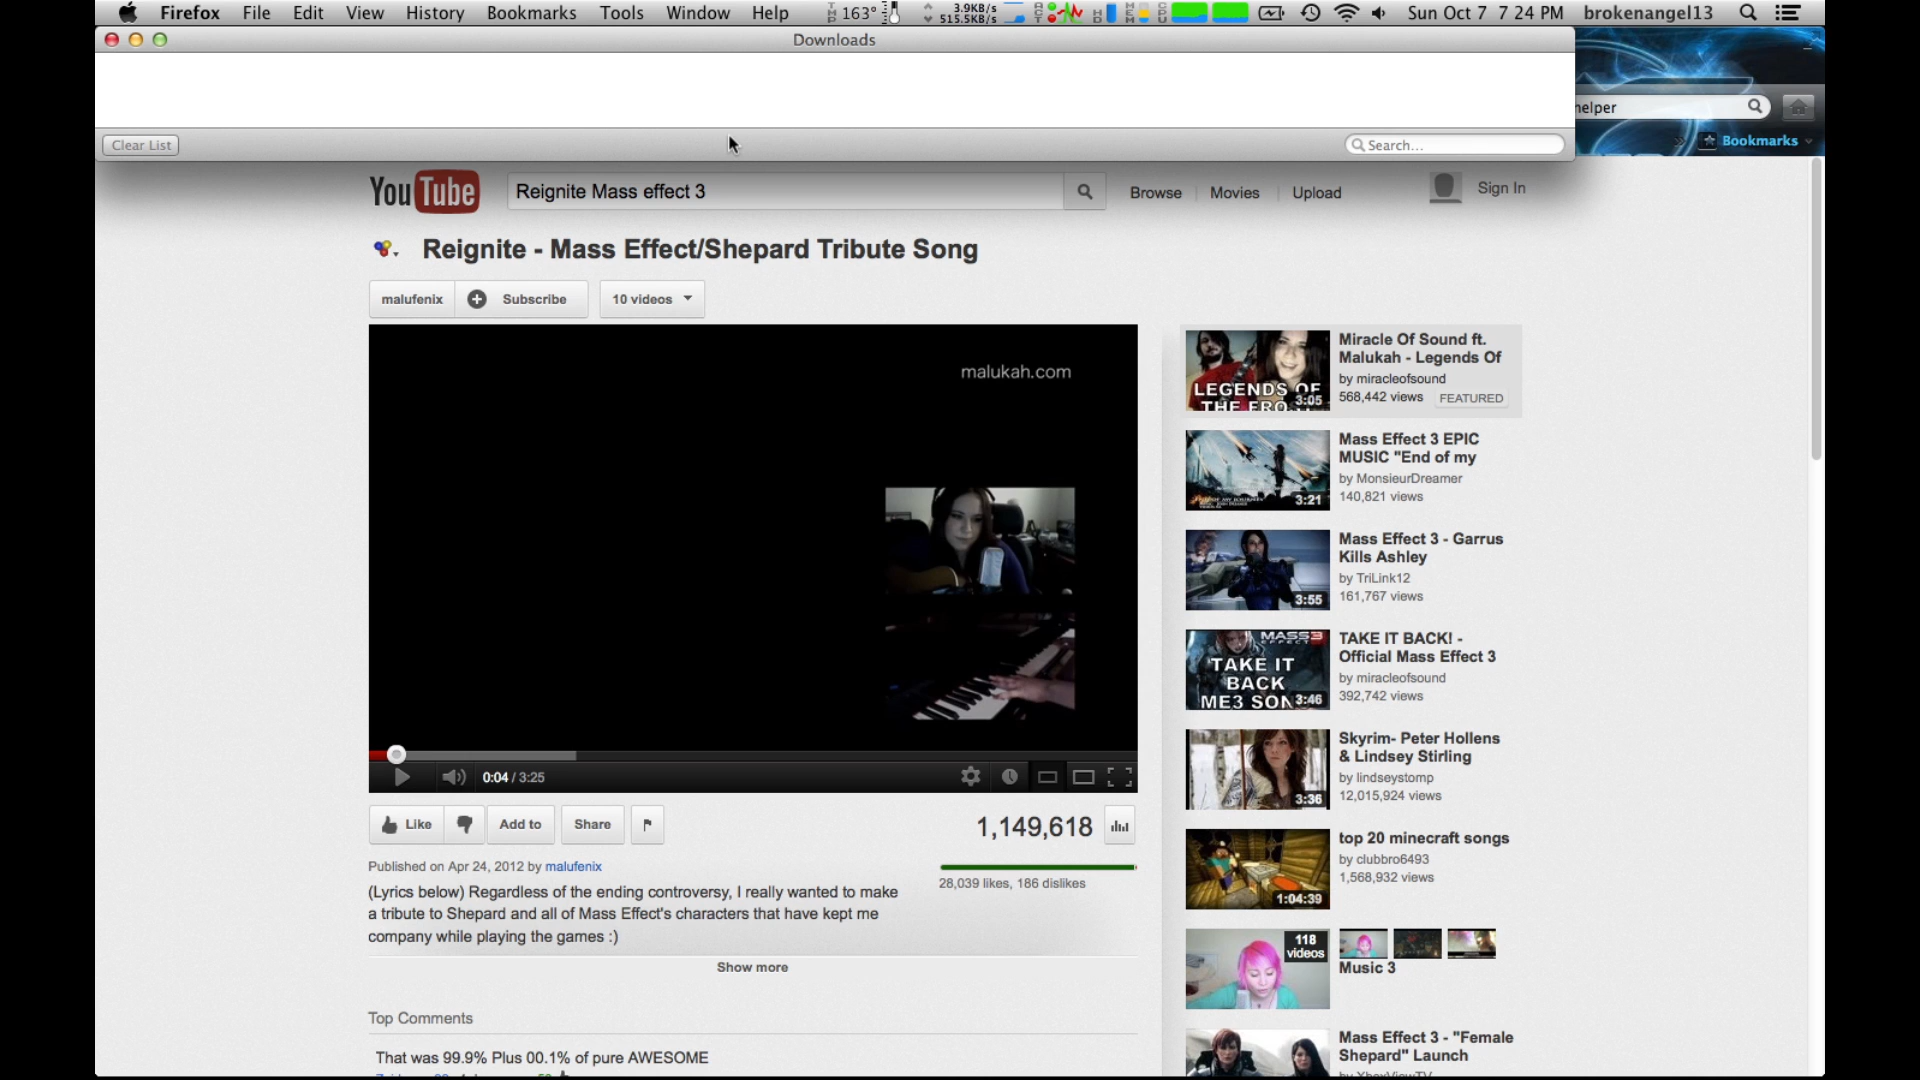 Firefox File Edit View History Bookmarks Tools Window Help 163° 3.9KB/s 515.5KB/s Sun Oct 7 7 24 PM brokenangel13
Downloads
helper
Clear List
Search...
Bookmarks
YouTube
Reignite Mass effect 3
Browse
Movies
Upload
Sign In
Reignite - Mass Effect/Shepard Tribute Song
malufenix
Subscribe
10 videos
malukah.com
0:04 / 3:25
Like
Add to
Share
1,149,618
Published on Apr 24, 2012 by malufenix
28,039 likes, 186 dislikes
(Lyrics below) Regardless of the ending controversy, I really wanted to make
a tribute to Shepard and all of Mass Effect's characters that have kept me
company while playing the games :)
Show more
Top Comments
That was 99.9% Plus 00.1% of pure AWESOME
LEGENDS OF
THE FRO
3:05
Miracle Of Sound ft.
Malukah - Legends Of
by miracleofsound
568,442 views FEATURED
3:21
Mass Effect 3 EPIC
MUSIC "End of my
by MonsieurDreamer
140,821 views
3:55
Mass Effect 3 - Garrus
Kills Ashley
by TriLink12
161,767 views
TAKE IT
BACK
ME3 SON
3:46
TAKE IT BACK! -
Official Mass Effect 3
by miracleofsound
392,742 views
3:36
Skyrim- Peter Hollens
& Lindsey Stirling
by lindseystomp
12,015,924 views
1:04:39
top 20 minecraft songs
by clubbro6493
1,568,932 views
118
videos
Music 3
Mass Effect 3 - "Female
Shepard" Launch